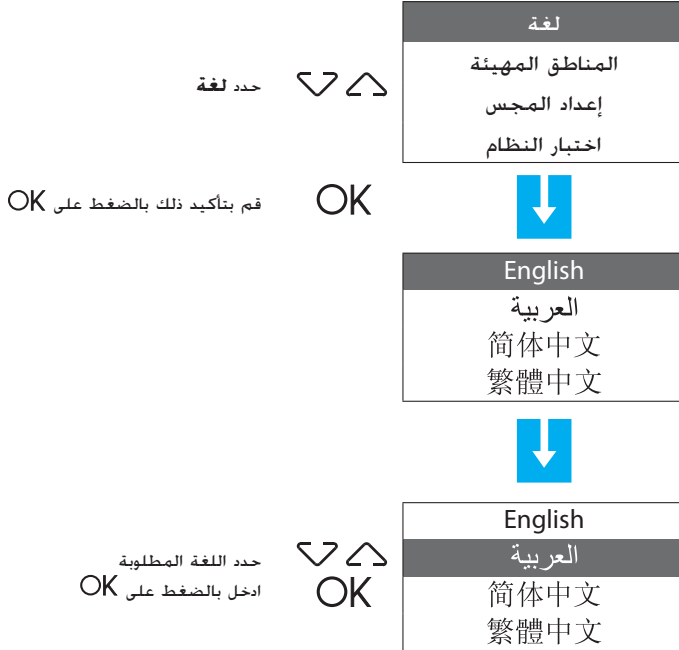 لغة
المناطق المهيئة
إعداد المجس
اختبار النظام
حدد لغة
قم بتأكيد ذلك بالضغط على OK
OK
English
العربية
简体中文
繁體中文
English
العربية
简体中文
繁體中文
حدد اللغة المطلوبة
ادخل بالضغط على OK
OK